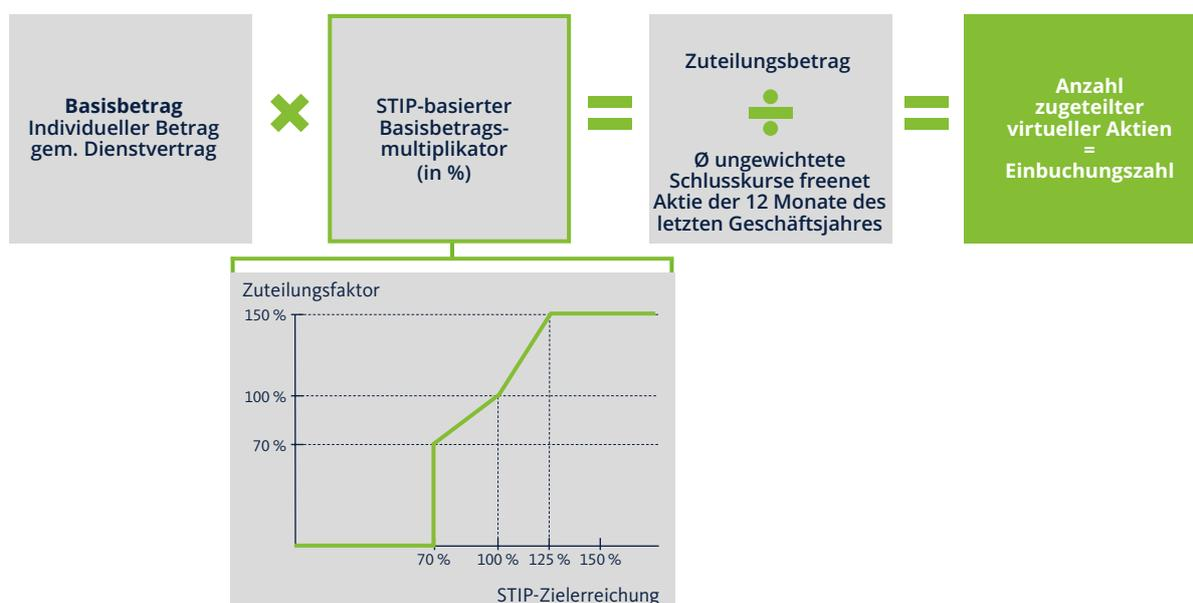 Basisbetrag
Individueller Betrag
gem. Dienstvertrag
STIP-basierter
Basisbetrags-
multiplikator
(in %)
Zuteilungsbetrag
Ø ungewichtete
Schlusskurse freenet
Aktie der 12 Monate des
letzten Geschäftsjahres
Anzahl
zugeteilter
virtueller Aktien
=
Einbuchungszahl
Zuteilungsfaktor
150 %
100 %
70 %
70 % 100 % 125 % 150 %
STIP-Zielerreichung